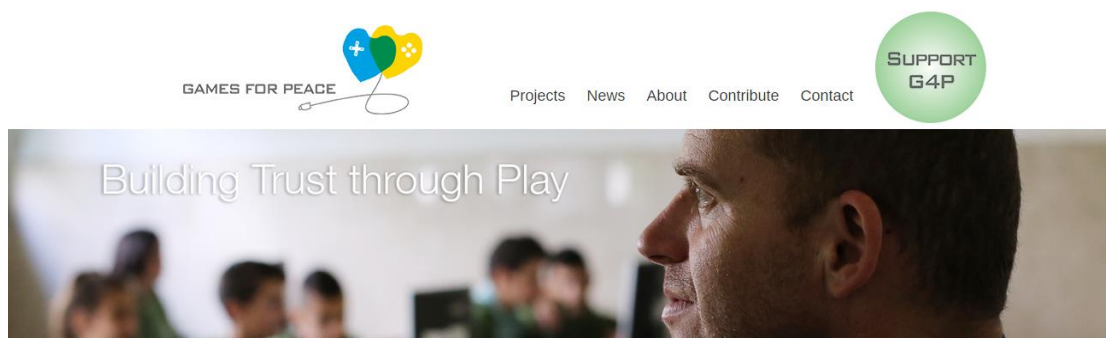 GAMES FOR PEACE
Projects News About Contribute Contact
SUPPORT
G4P
Building Trust through Play